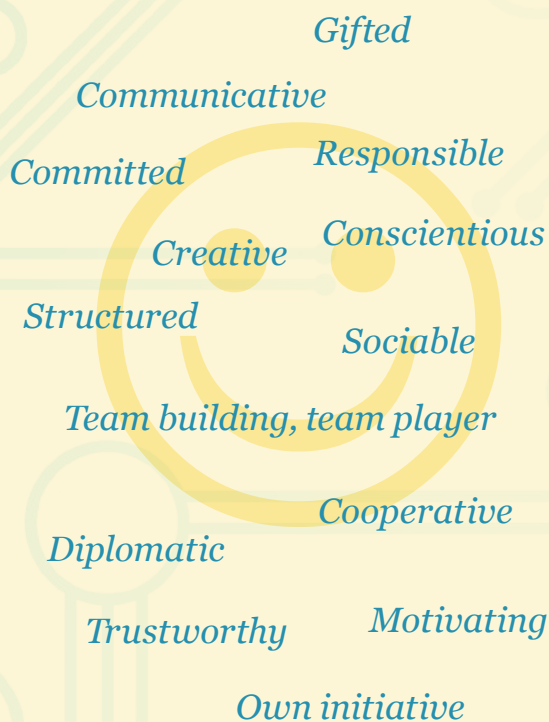 Gifted
Communicative
Responsible
Committed
Conscientious
Creative
Structured
Sociable
Team building, team player
Cooperative
Diplomatic
Motivating
Trustworthy
Own initiative